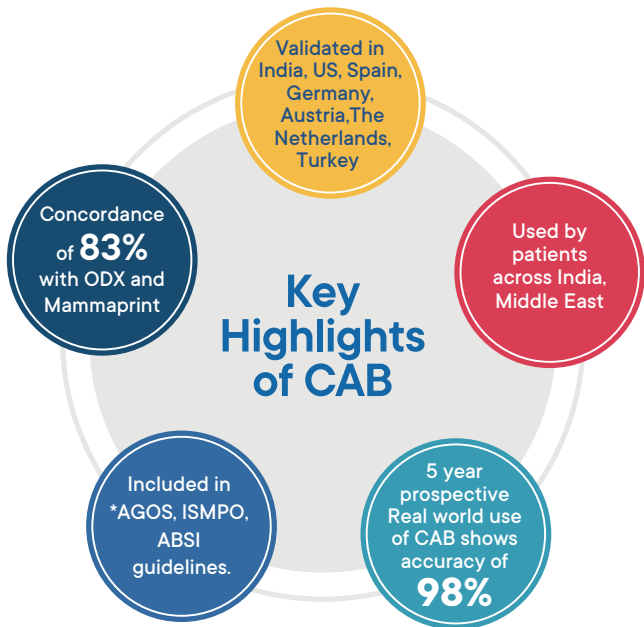 Validated in
India, US, Spain,
Germany,
Austria,The
Netherlands,
Turkey
Concordance
of 83%
with ODX and
Mammaprint
Used by
patients
across India,
Middle East
Key
Highlights
of CAB
Included in
*AGOS, ISMPO,
ABSI
guidelines.
5 year
prospective
Real world use
of CAB shows
accuracy of
98%